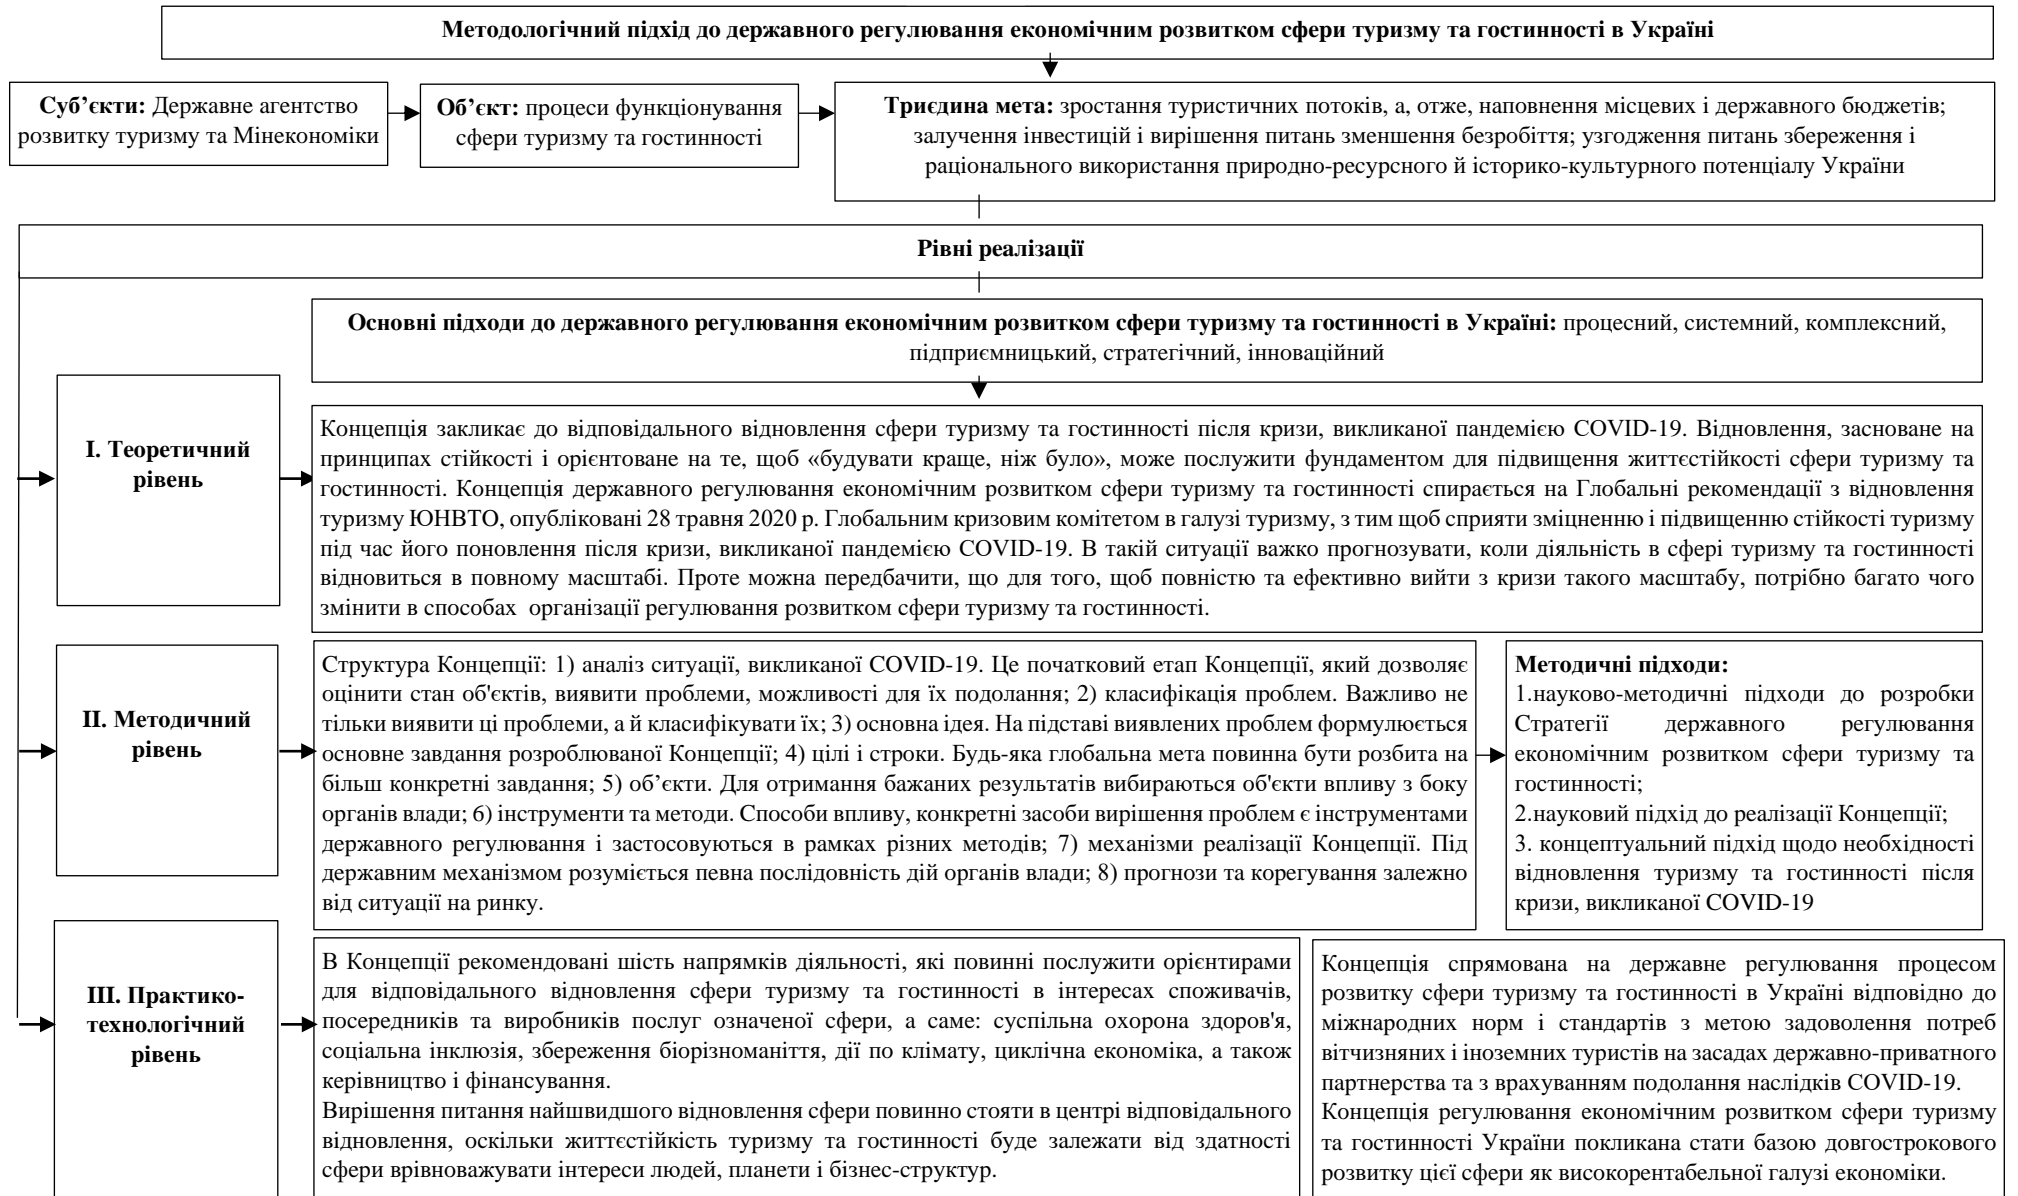 Методологічний підхід до державного регулювання економічним розвитком сфери туризму та гостинності в Україні
Суб’єкти: Державне агентство
розвитку туризму та Мінекономіки
Об’єкт: процеси функціонування
сфери туризму та гостинності
Триєдина мета: зростання туристичних потоків, а, отже, наповнення місцевих і державного бюджетів;
залучення інвестицій і вирішення питань зменшення безробіття; узгодження питань збереження і
раціонального використання природно-ресурсного й історико-культурного потенціалу України
Рівні реалізації
Основні підходи до державного регулювання економічним розвитком сфери туризму та гостинності в Україні: процесний, системний, комплексний,
підприємницький, стратегічний, інноваційний
І. Теоретичний
рівень
Концепція закликає до відповідального відновлення сфери туризму та гостинності після кризи, викликаної пандемією COVID-19. Відновлення, засноване на
принципах стійкості і орієнтоване на те, щоб «будувати краще, ніж було», може послужити фундаментом для підвищення життєстійкості сфери туризму та
гостинності. Концепція державного регулювання економічним розвитком сфери туризму та гостинності спирається на Глобальні рекомендації з відновлення
туризму ЮНВТО, опубліковані 28 травня 2020 р. Глобальним кризовим комітетом в галузі туризму, з тим щоб сприяти зміцненню і підвищенню стійкості туризму
під час його поновлення після кризи, викликаної пандемією COVID-19. В такій ситуації важко прогнозувати, коли діяльність в сфері туризму та гостинності
відновиться в повному масштабі. Проте можна передбачити, що для того, щоб повністю та ефективно вийти з кризи такого масштабу, потрібно багато чого
змінити в способах організації регулювання розвитком сфери туризму та гостинності.
ІІ. Методичний
рівень
Структура Концепції: 1) аналіз ситуації, викликаної COVID-19. Це початковий етап Концепції, який дозволяє
оцінити стан об'єктів, виявити проблеми, можливості для їх подолання; 2) класифікація проблем. Важливо не
тільки виявити ці проблеми, а й класифікувати їх; 3) основна ідея. На підставі виявлених проблем формулюється
основне завдання розроблюваної Концепції; 4) цілі і строки. Будь-яка глобальна мета повинна бути розбита на
більш конкретні завдання; 5) об’єкти. Для отримання бажаних результатів вибираються об'єкти впливу з боку
органів влади; 6) інструменти та методи. Способи впливу, конкретні засоби вирішення проблем є інструментами
державного регулювання і застосовуються в рамках різних методів; 7) механізми реалізації Концепції. Під
державним механізмом розуміється певна послідовність дій органів влади; 8) прогнози та корегування залежно
від ситуації на ринку.
Методичні підходи:
1.науково-методичні підходи до розробки
Стратегії державного регулювання
економічним розвитком сфери туризму та
гостинності;
2.науковий підхід до реалізації Концепції;
3. концептуальний підхід щодо необхідності
відновлення туризму та гостинності після
кризи, викликаної COVID-19
ІІІ. Практико-
технологічний
рівень
В Концепції рекомендовані шість напрямків діяльності, які повинні послужити орієнтирами
для відповідального відновлення сфери туризму та гостинності в інтересах споживачів,
посередників та виробників послуг означеної сфери, а саме: суспільна охорона здоров'я,
соціальна інклюзія, збереження біорізноманіття, дії по клімату, циклічна економіка, а також
керівництво і фінансування.
Вирішення питання найшвидшого відновлення сфери повинно стояти в центрі відповідального
відновлення, оскільки життєстійкість туризму та гостинності буде залежати від здатності
сфери врівноважувати інтереси людей, планети і бізнес-структур.
Концепція спрямована на державне регулювання процесом
розвитку сфери туризму та гостинності в Україні відповідно до
міжнародних норм і стандартів з метою задоволення потреб
вітчизняних і іноземних туристів на засадах державно-приватного
партнерства та з врахуванням подолання наслідків COVID-19.
Концепція регулювання економічним розвитком сфери туризму
та гостинності України покликана стати базою довгострокового
розвитку цієї сфери як високорентабельної галузі економіки.